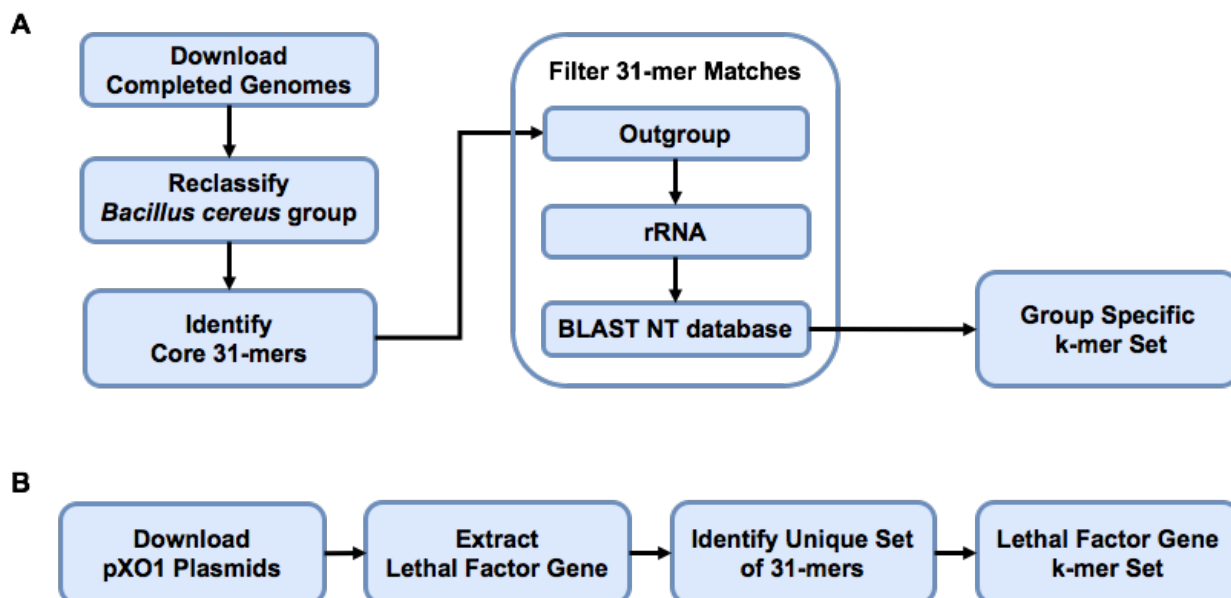 A
Download
Completed Genomes
Reclassify
Bacillus cereus group
Identify
Core 31-mers
Filter 31-mer Matches
Outgroup
rRNA
BLAST NT database
Group Specific
k-mer Set
B
Download
pXO1 Plasmids
Extract
Lethal Factor Gene
Identify Unique Set
of 31-mers
Lethal Factor Gene
k-mer Set